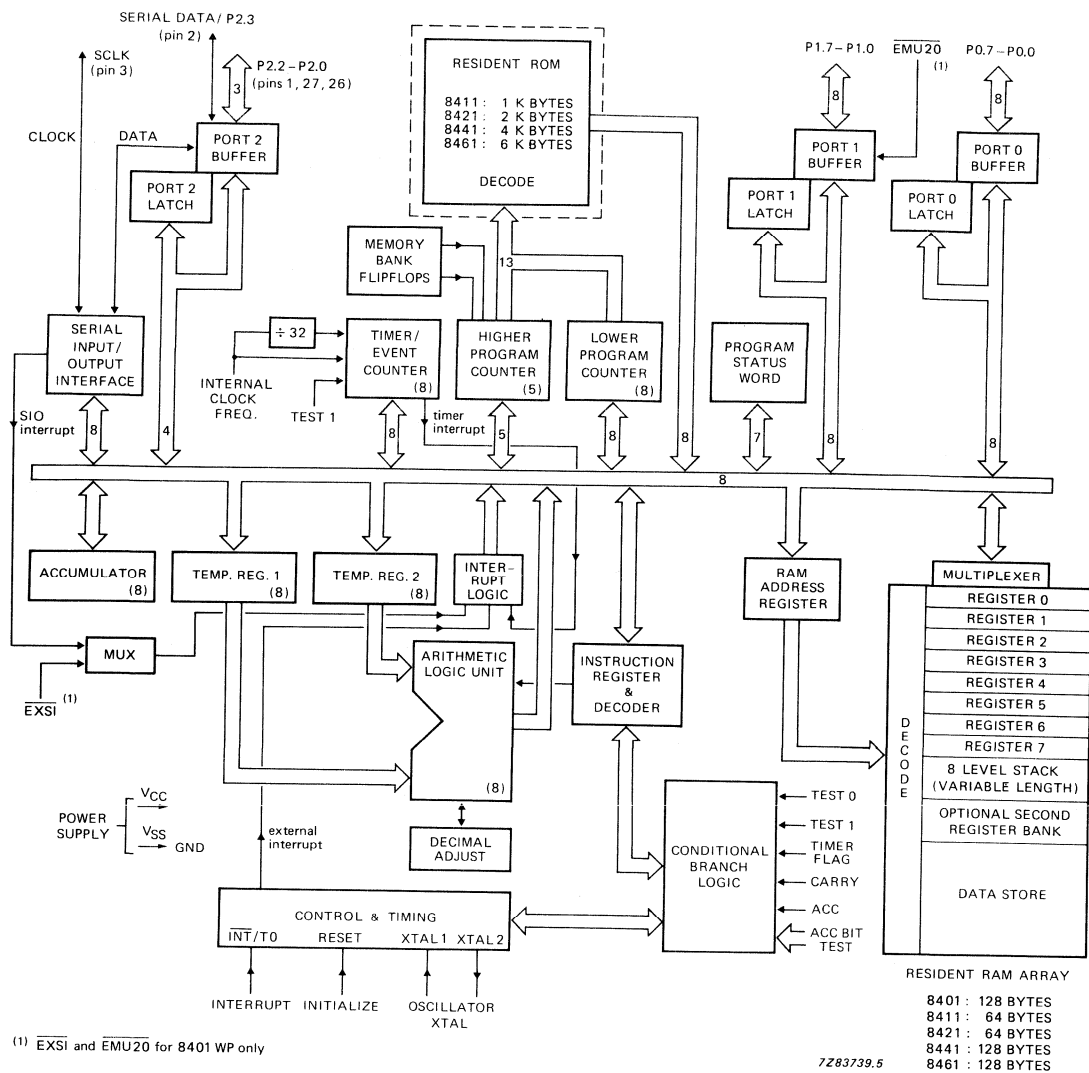 SERIAL DATA/ P2.3
(pin 2)
SCLK
(pin 3)
P2.2–P2.0
(pins 1, 27, 26)
3
CLOCK
DATA
PORT 2
BUFFER
PORT 2
LATCH
RESIDENT ROM
8411 : 1 K BYTES
8421 : 2 K BYTES
8441 : 4 K BYTES
8461 : 6 K BYTES
DECODE
P1.7–P1.0
EMU20
(1)
P0.7–P0.0
8
8
PORT 1
BUFFER
PORT 0
BUFFER
PORT 1
LATCH
PORT 0
LATCH
MEMORY
BANK
FLIPFLOPS
13
SERIAL
INPUT/
OUTPUT
INTERFACE
÷ 32
TIMER/
EVENT
COUNTER
(8)
HIGHER
PROGRAM
COUNTER
(5)
LOWER
PROGRAM
COUNTER
(8)
PROGRAM
STATUS
WORD
INTERNAL
CLOCK
FREQ.
TEST 1
SIO
interrupt
timer
interrupt
8
4
8
5
8
8
7
8
8
8
ACCUMULATOR
(8)
TEMP. REG. 1
(8)
TEMP. REG. 2
(8)
INTER–
RUPT
LOGIC
RAM
ADDRESS
REGISTER
MULTIPLEXER
REGISTER 0
REGISTER 1
REGISTER 2
REGISTER 3
REGISTER 4
REGISTER 5
REGISTER 6
REGISTER 7
8 LEVEL STACK
(VARIABLE LENGTH)
OPTIONAL SECOND
REGISTER BANK
DATA STORE
DECODE
MUX
EXSI (1)
ARITHMETIC
LOGIC UNIT
(8)
INSTRUCTION
REGISTER
&
DECODER
POWER
SUPPLY
VCC
VSS
GND
external
interrupt
DECIMAL
ADJUST
CONDITIONAL
BRANCH
LOGIC
TEST 0
TEST 1
TIMER
FLAG
CARRY
ACC
ACC BIT
TEST
CONTROL & TIMING
INT/T0 RESET XTAL 1 XTAL 2
INTERRUPT INITIALIZE OSCILLATOR
XTAL
RESIDENT RAM ARRAY
8401 : 128 BYTES
8411 : 64 BYTES
8421 : 64 BYTES
8441 : 128 BYTES
8461 : 128 BYTES
(1) EXSI and EMU20 for 8401 WP only
7Z83739.5